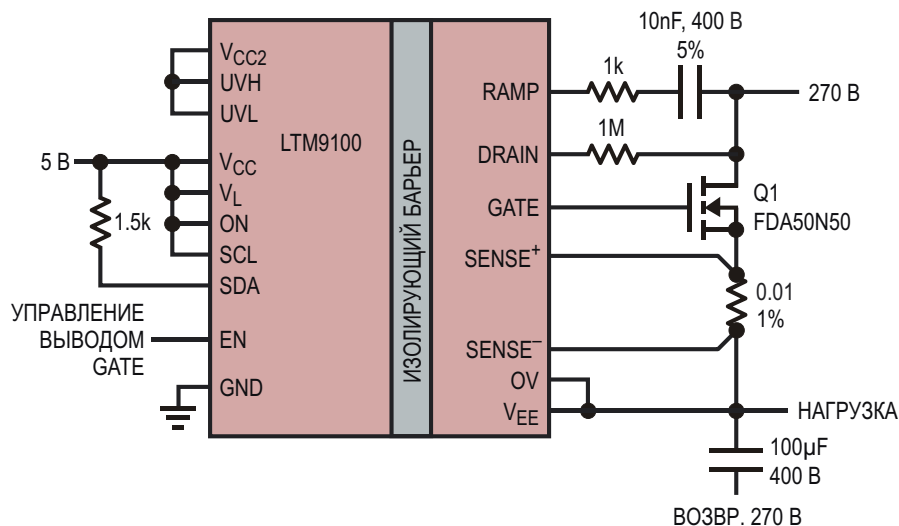 V_CC2
UVH
UVL
5 В
V_CC
V_L
ON
SCL
SDA
1.5k
УПРАВЛЕНИЕ
ВЫВОДОМ
GATE
EN
GND
LTM9100
ИЗОЛИРУЮЩИЙ БАРЬЕР
10nF, 400 В
5%
1k
RAMP
270 В
1M
DRAIN
GATE
Q1
FDA50N50
SENSE⁺
0.01
1%
SENSE⁻
OV
V_EE
НАГРУЗКА
100µF
400 В
ВОЗВР. 270 В